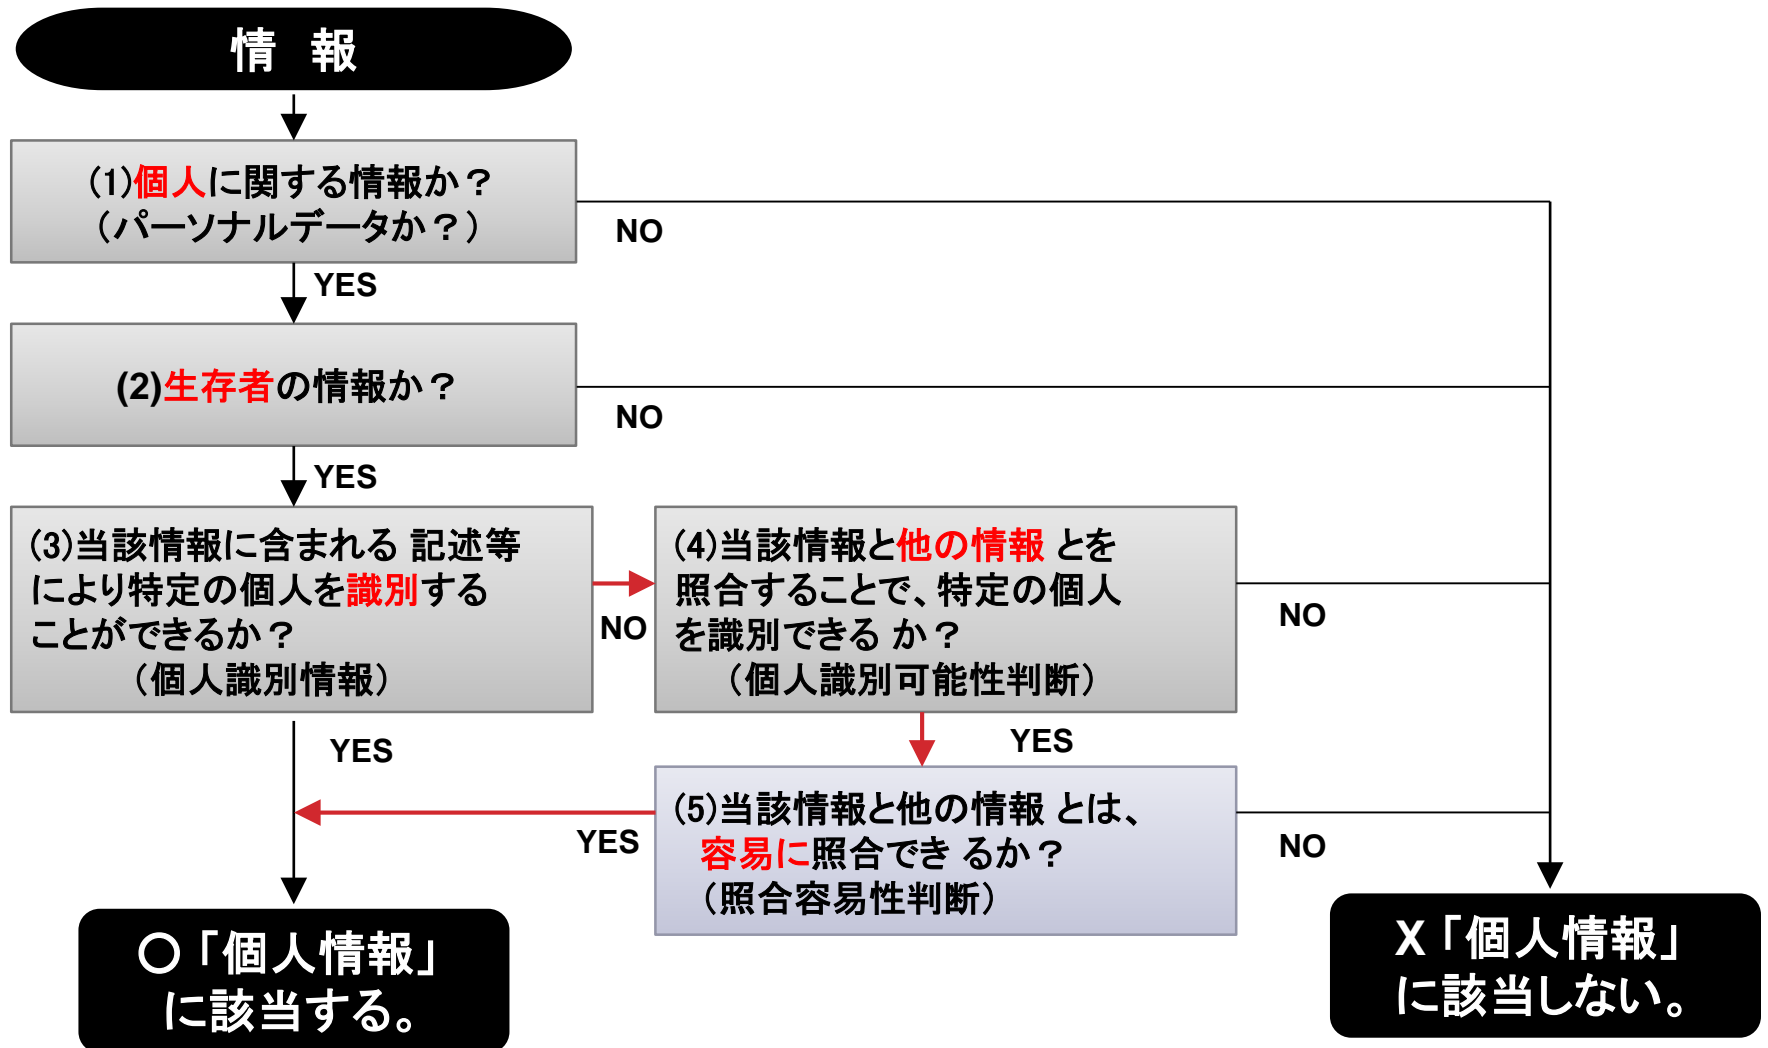 情　報
(1)個人に関する情報か？
（パーソナルデータか？）
NO
YES
(2)生存者の情報か？
NO
YES
(3)当該情報に含まれる 記述等
により特定の個人を識別する
ことができるか？
（個人識別情報）
NO
YES
(4)当該情報と他の情報 とを
照合することで、特定の個人
を識別できる か？
（個人識別可能性判断）
NO
YES
(5)当該情報と他の情報 とは、
容易に照合でき るか？
（照合容易性判断）
YES
NO
○「個人情報」
に該当する。
X「個人情報」
に該当しない。